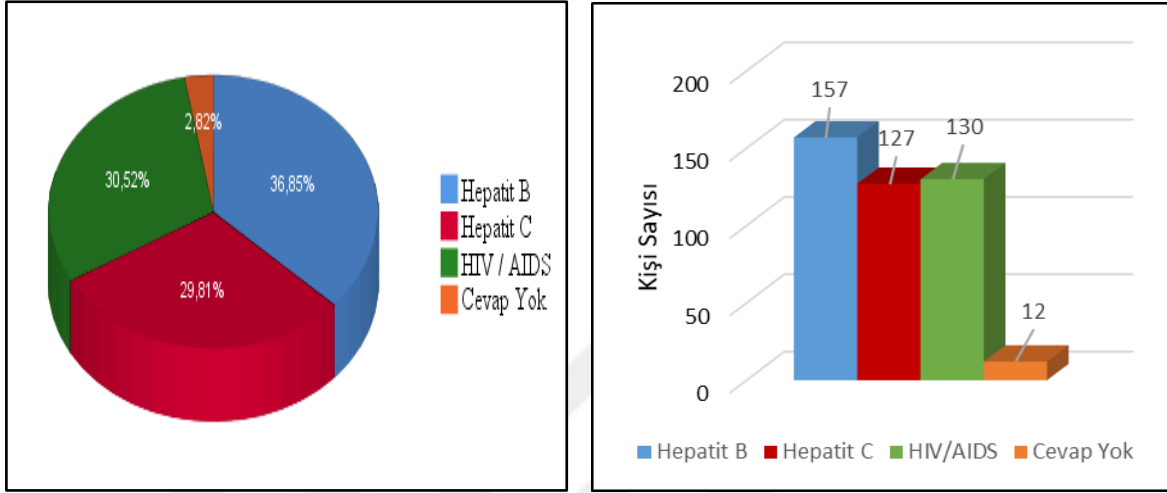 2,82%
30,52%
36,85%
29,81%
Hepatit B
Hepatit C
HIV / AIDS
Cevap Yok
Kişi Sayısı
200
150
100
50
0
157
127
130
12
Hepatit B Hepatit C HIV/AIDS Cevap Yok